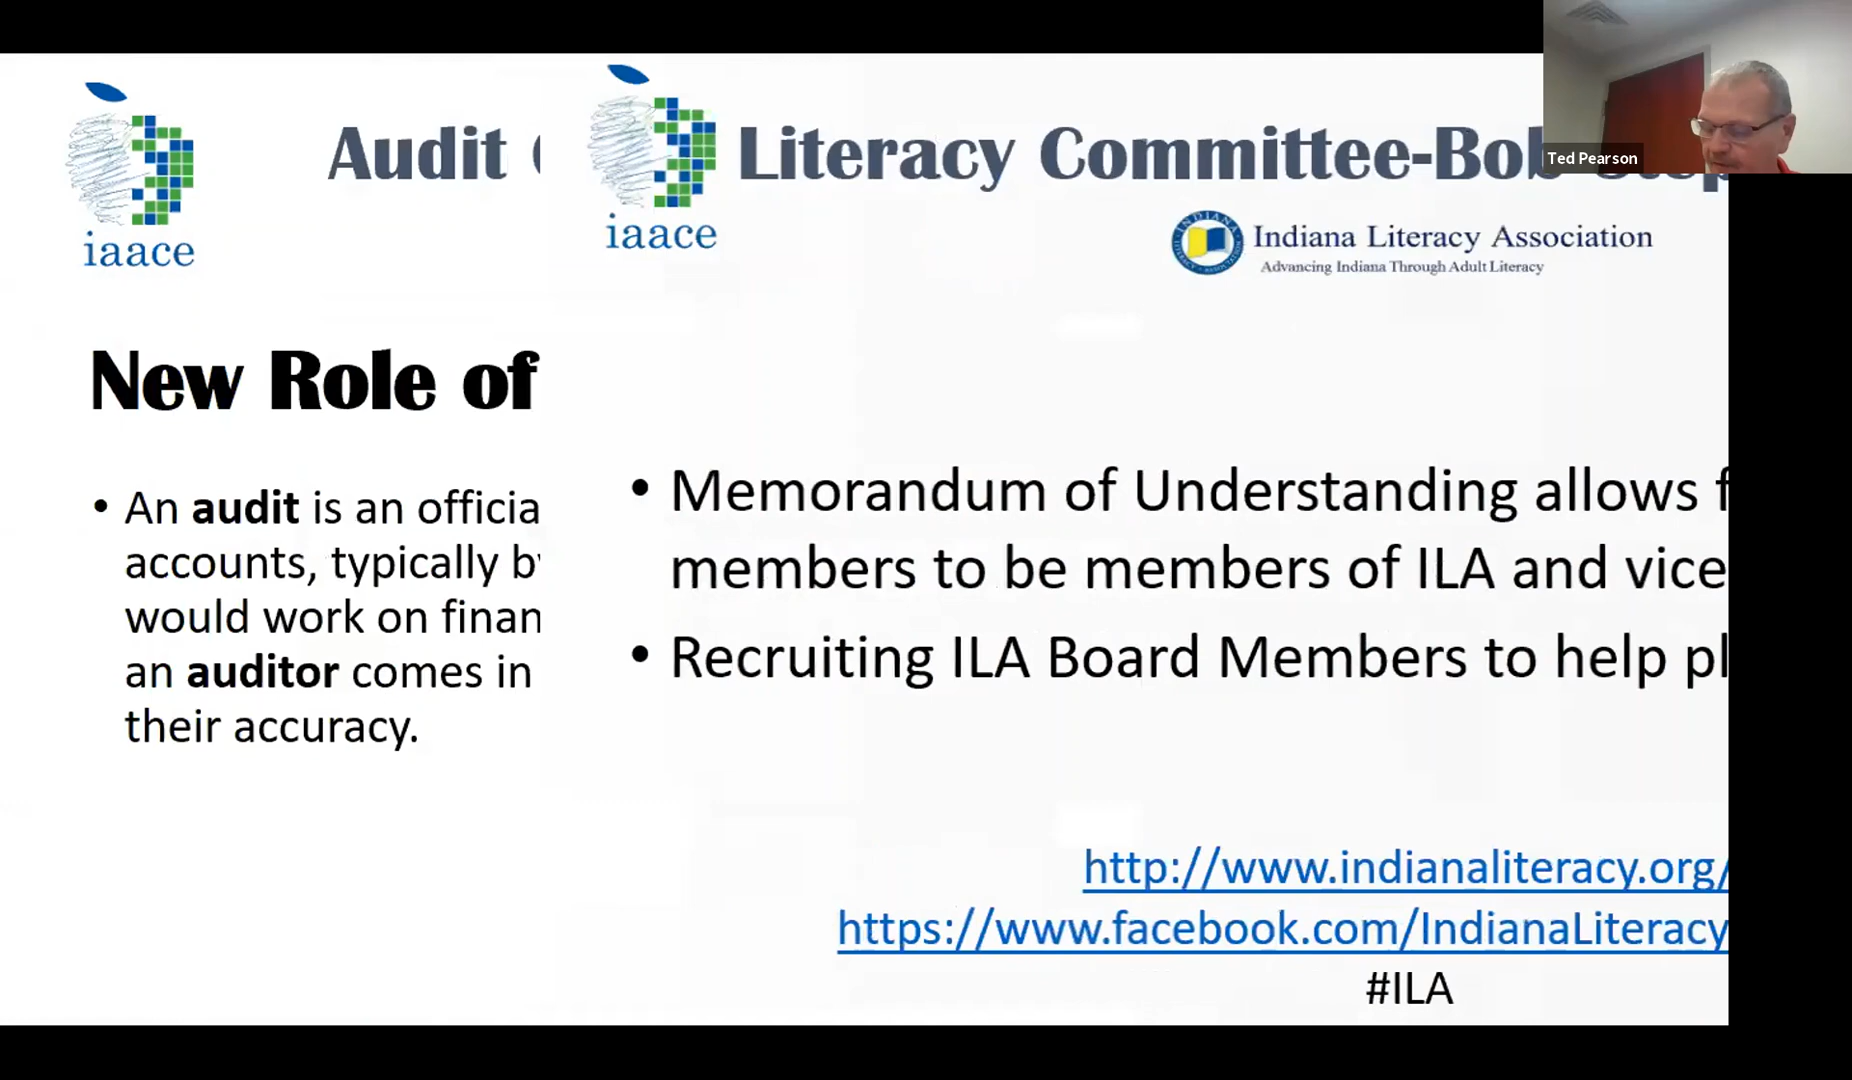 Audit
iaace
New Role of
• An audit is an officia
accounts, typically by
would work on finan
an auditor comes in
their accuracy.
iaace
Literacy Committee-Bob
Indiana Literacy Association
Advancing Indiana Through Adult Literacy
• Memorandum of Understanding allows f
members to be members of ILA and vice
• Recruiting ILA Board Members to help pl
http://www.indianaliteracy.org/
https://www.facebook.com/IndianaLiteracy
#ILA
Ted Pearson